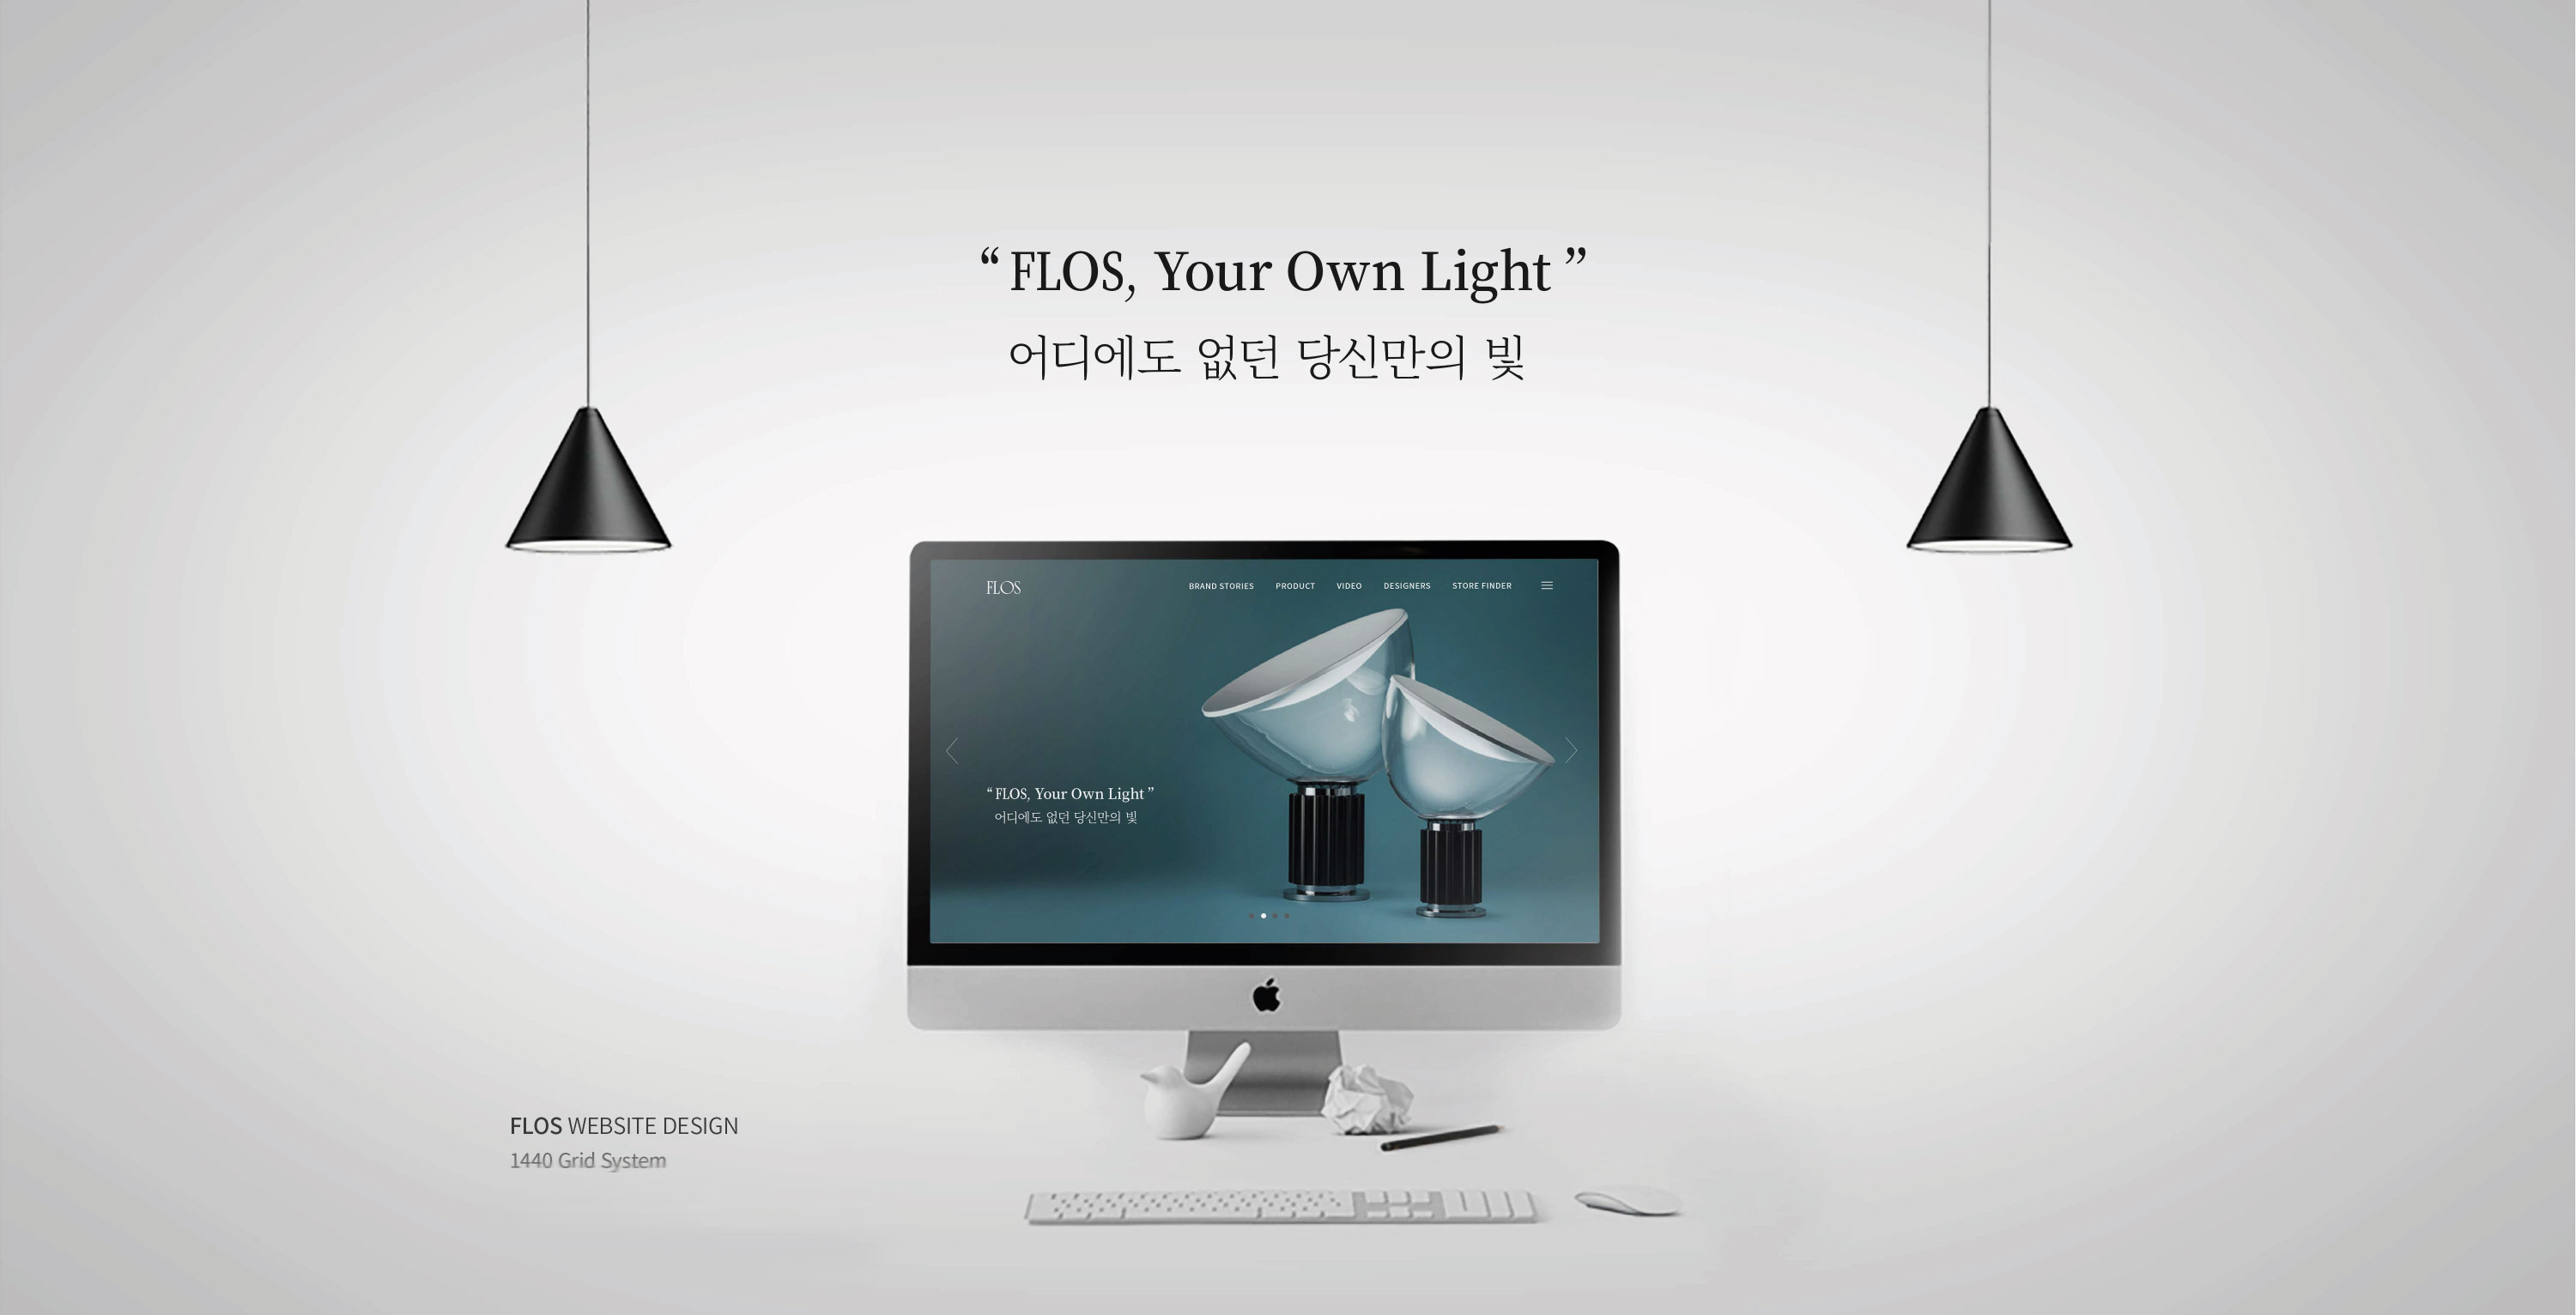 “ FLOS, Your Own Light ”
어디에도 없던 당신만의 빛
FLOS
BRAND STORIES PRODUCT VIDEO DESIGNERS STORE FINDER
“ FLOS, Your Own Light ”
어디에도 없던 당신만의 빛
FLOS WEBSITE DESIGN
1440 Grid System